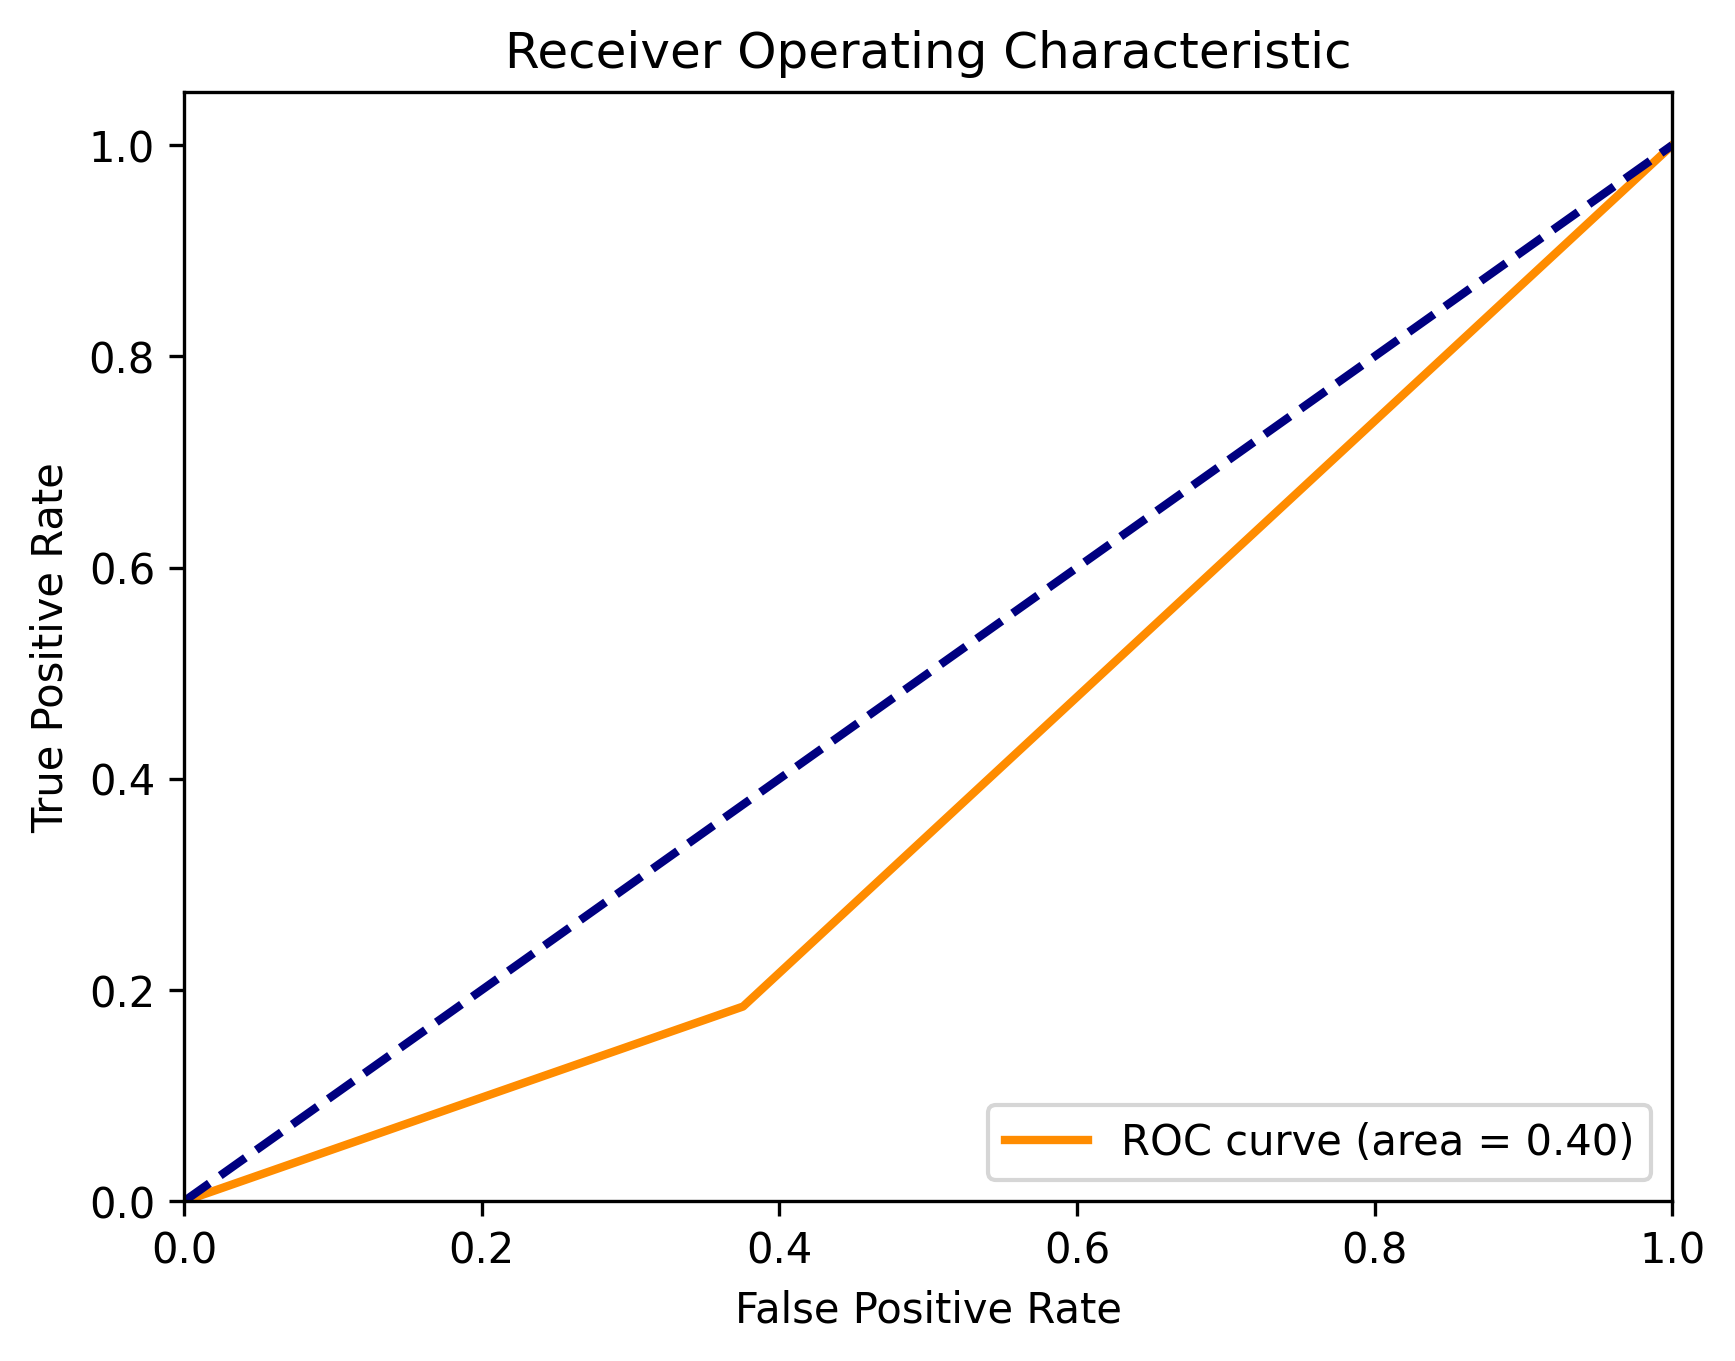 Receiver Operating Characteristic
1.0
0.8
0.6
0.4
0.2
0.0
True Positive Rate
ROC curve (area = 0.40)
0.0 0.2 0.4 0.6 0.8 1.0
False Positive Rate